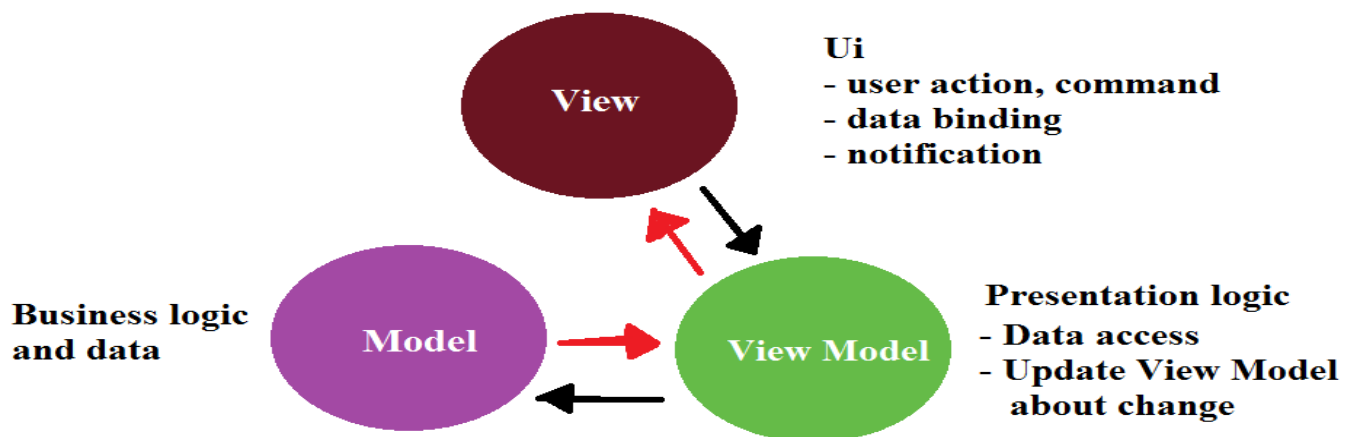 View
Ui
- user action, command
- data binding
- notification
Business logic
and data
Model
View Model
Presentation logic
- Data access
- Update View Model
about change